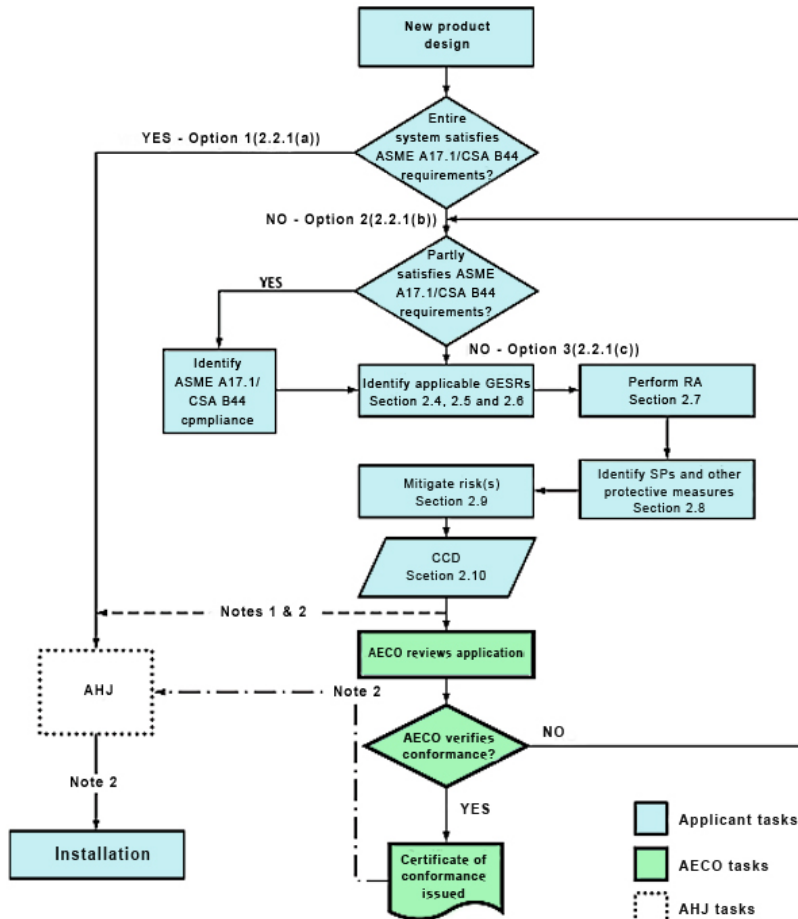 New product
design
Entire
system satisfies
ASME A17.1/CSA B44
requirements?
YES - Option 1(2.2.1(a))
NO - Option 2(2.2.1(b))
Partly
satisfies ASME
A17.1/CSA B44
requirements?
YES
NO - Option 3(2.2.1(c))
Identify
ASME A17.1/
CSA B44
cpmpliance
Identify applicable GESRs
Section 2.4, 2.5 and 2.6
Perform RA
Section 2.7
Identify SPs and other
protective measures
Section 2.8
Mitigate risk(s)
Section 2.9
CCD
Scetion 2.10
Notes 1 & 2
AECO reviews application
AHJ
Note 2
AECO verifies
conformance?
NO
Note 2
YES
Installation
Certificate of
conformance
issued
Applicant tasks
AECO tasks
AHJ tasks